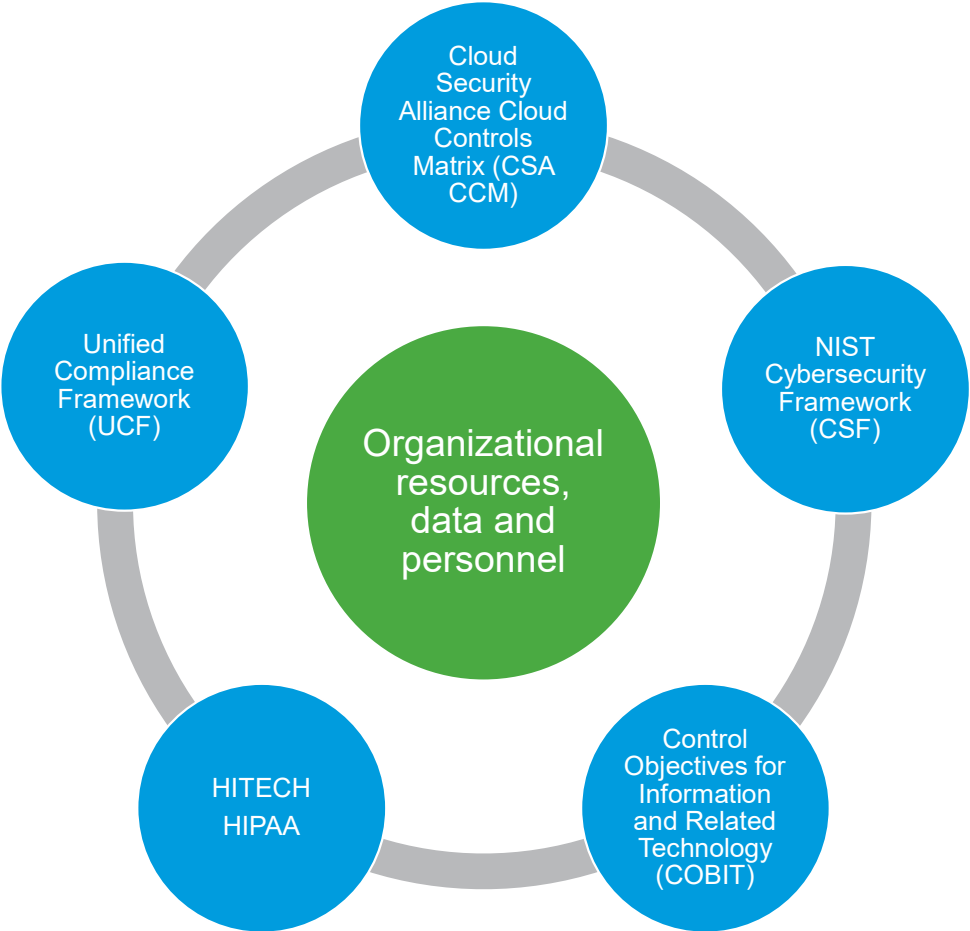 Cloud
Security
Alliance Cloud
Controls
Matrix (CSA
CCM)
Unified
Compliance
Framework
(UCF)
NIST
Cybersecurity
Framework
(CSF)
Organizational
resources,
data and
personnel
HITECH
HIPAA
Control
Objectives for
Information
and Related
Technology
(COBIT)